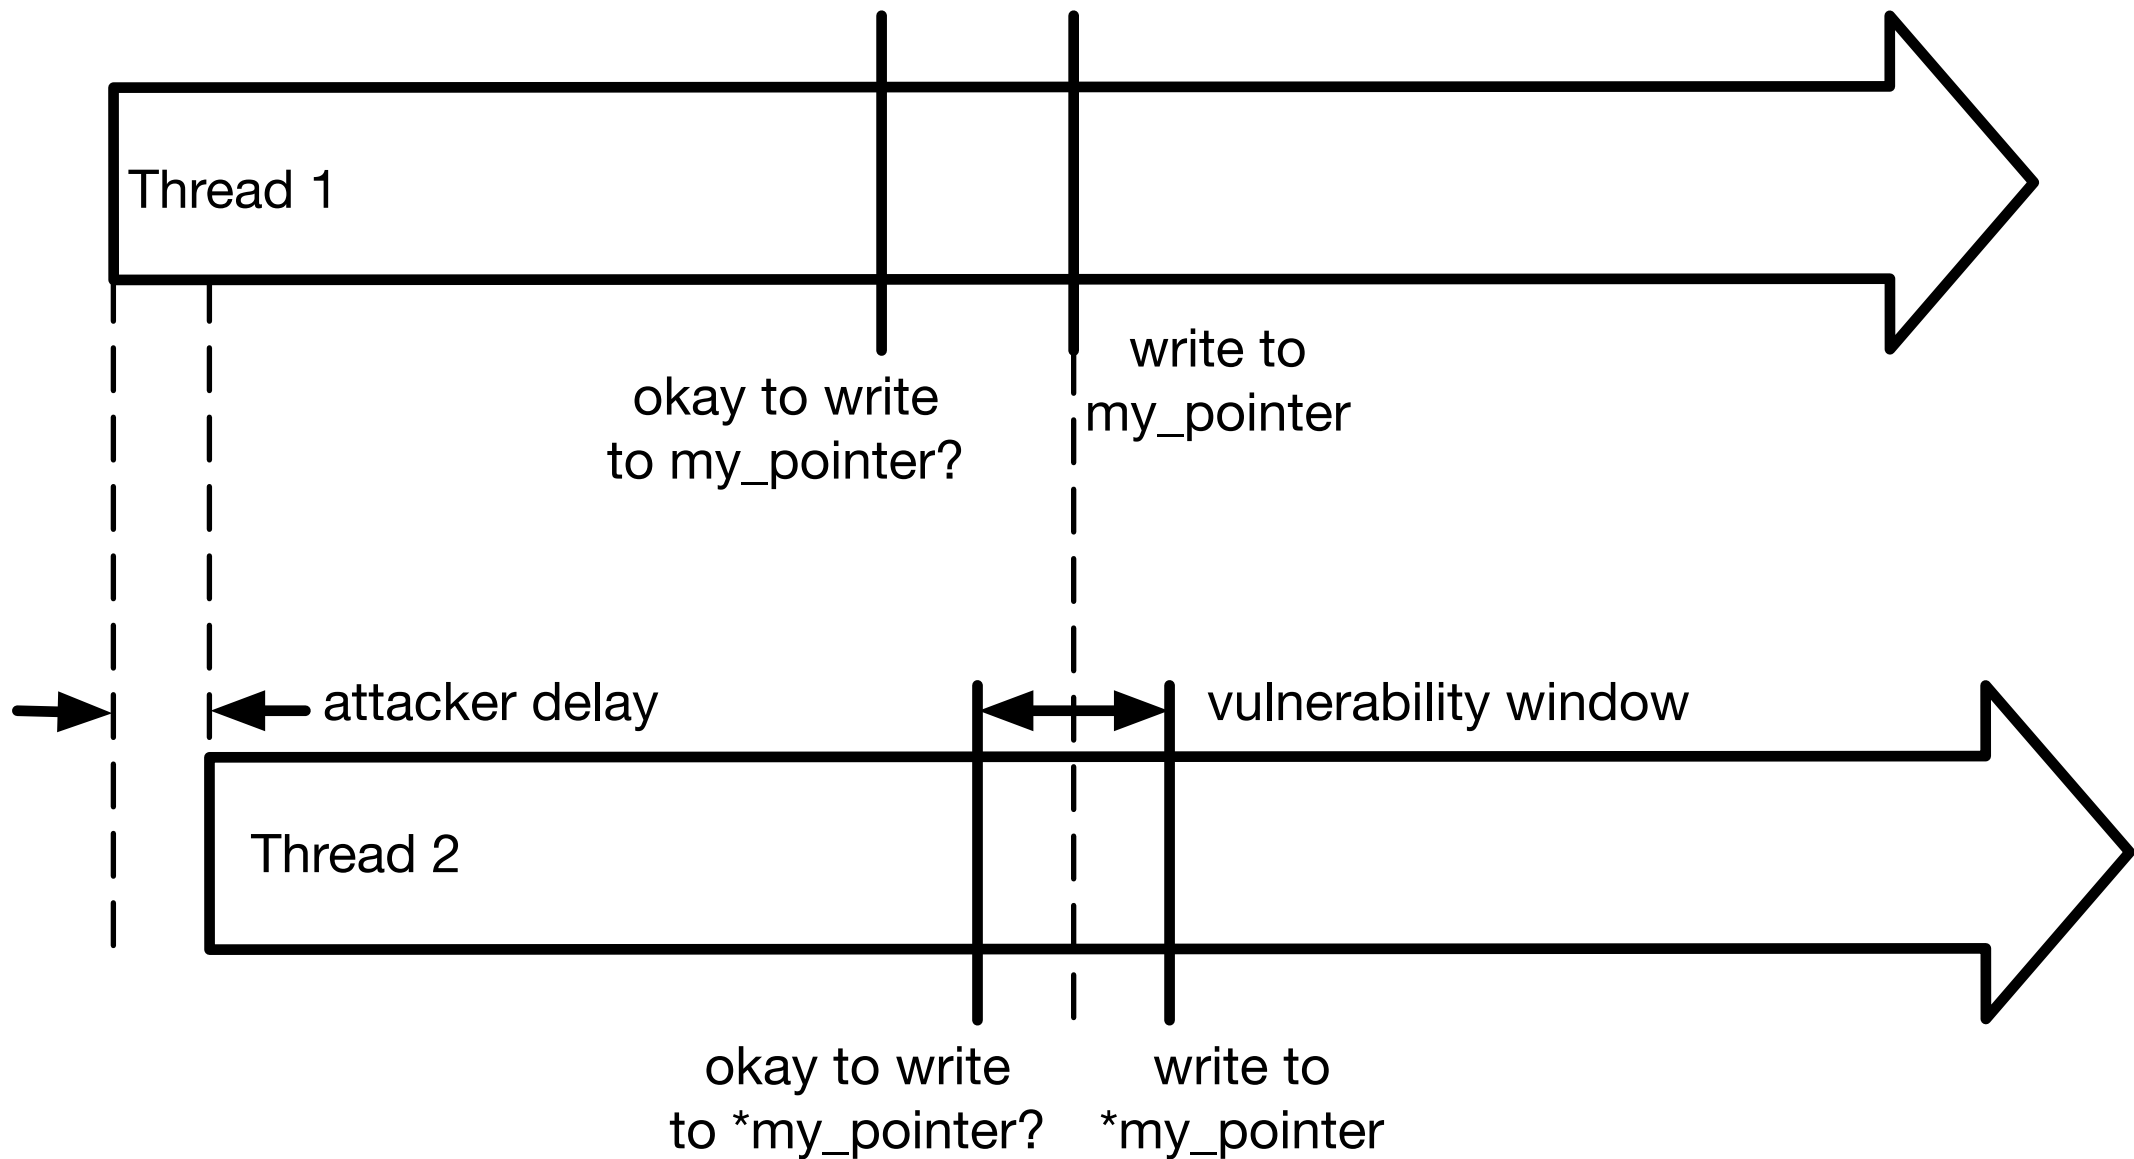 Thread 1
okay to write
to my_pointer?
write to
my_pointer
attacker delay
vulnerability window
Thread 2
okay to write
to *my_pointer?
write to
*my_pointer